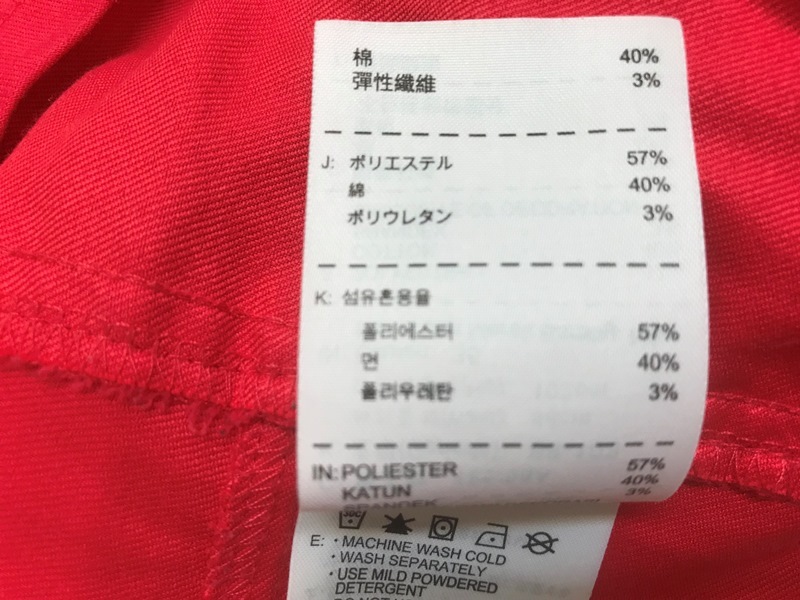 棉 40%
彈性纖維 3%
J: ポリエステル 57%
綿 40%
ポリウレタン 3%
K: 섬유혼용율
폴리에스터 57%
면 40%
폴리우레탄 3%
IN: POLIESTER 57%
KATUN 40%
3%
30C
E: · MACHINE WASH COLD
· WASH SEPARATELY
· USE MILD POWDERED
DETERGENT